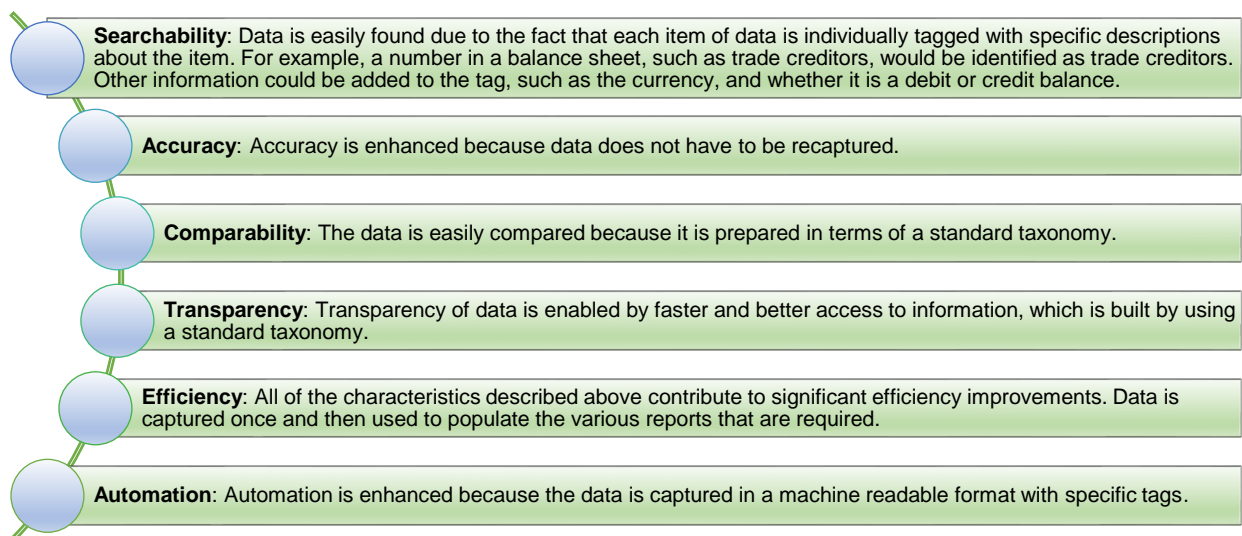 Searchability: Data is easily found due to the fact that each item of data is individually tagged with specific descriptions
about the item. For example, a number in a balance sheet, such as trade creditors, would be identified as trade creditors.
Other information could be added to the tag, such as the currency, and whether it is a debit or credit balance.
Accuracy: Accuracy is enhanced because data does not have to be recaptured.
Comparability: The data is easily compared because it is prepared in terms of a standard taxonomy.
Transparency: Transparency of data is enabled by faster and better access to information, which is built by using
a standard taxonomy.
Efficiency: All of the characteristics described above contribute to significant efficiency improvements. Data is
captured once and then used to populate the various reports that are required.
Automation: Automation is enhanced because the data is captured in a machine readable format with specific tags.